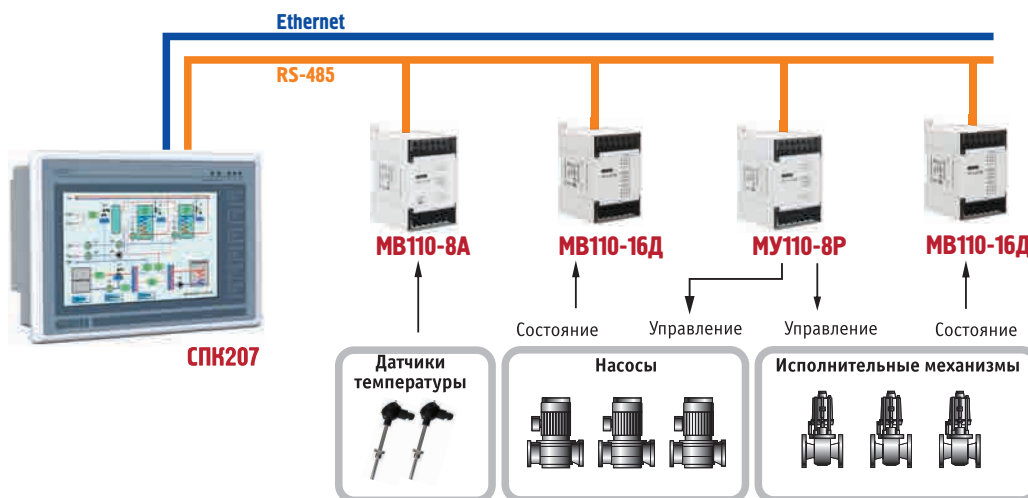 Ethernet
RS-485
МВ110-8А
МВ110-16Д
МУ110-8Р
МВ110-16Д
СПК207
Состояние
Управление
Управление
Состояние
Датчики
температуры
Насосы
Исполнительные механизмы